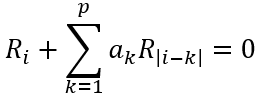 R_i + \sum_{k=1}^{p} a_k R_{|i-k|} = 0